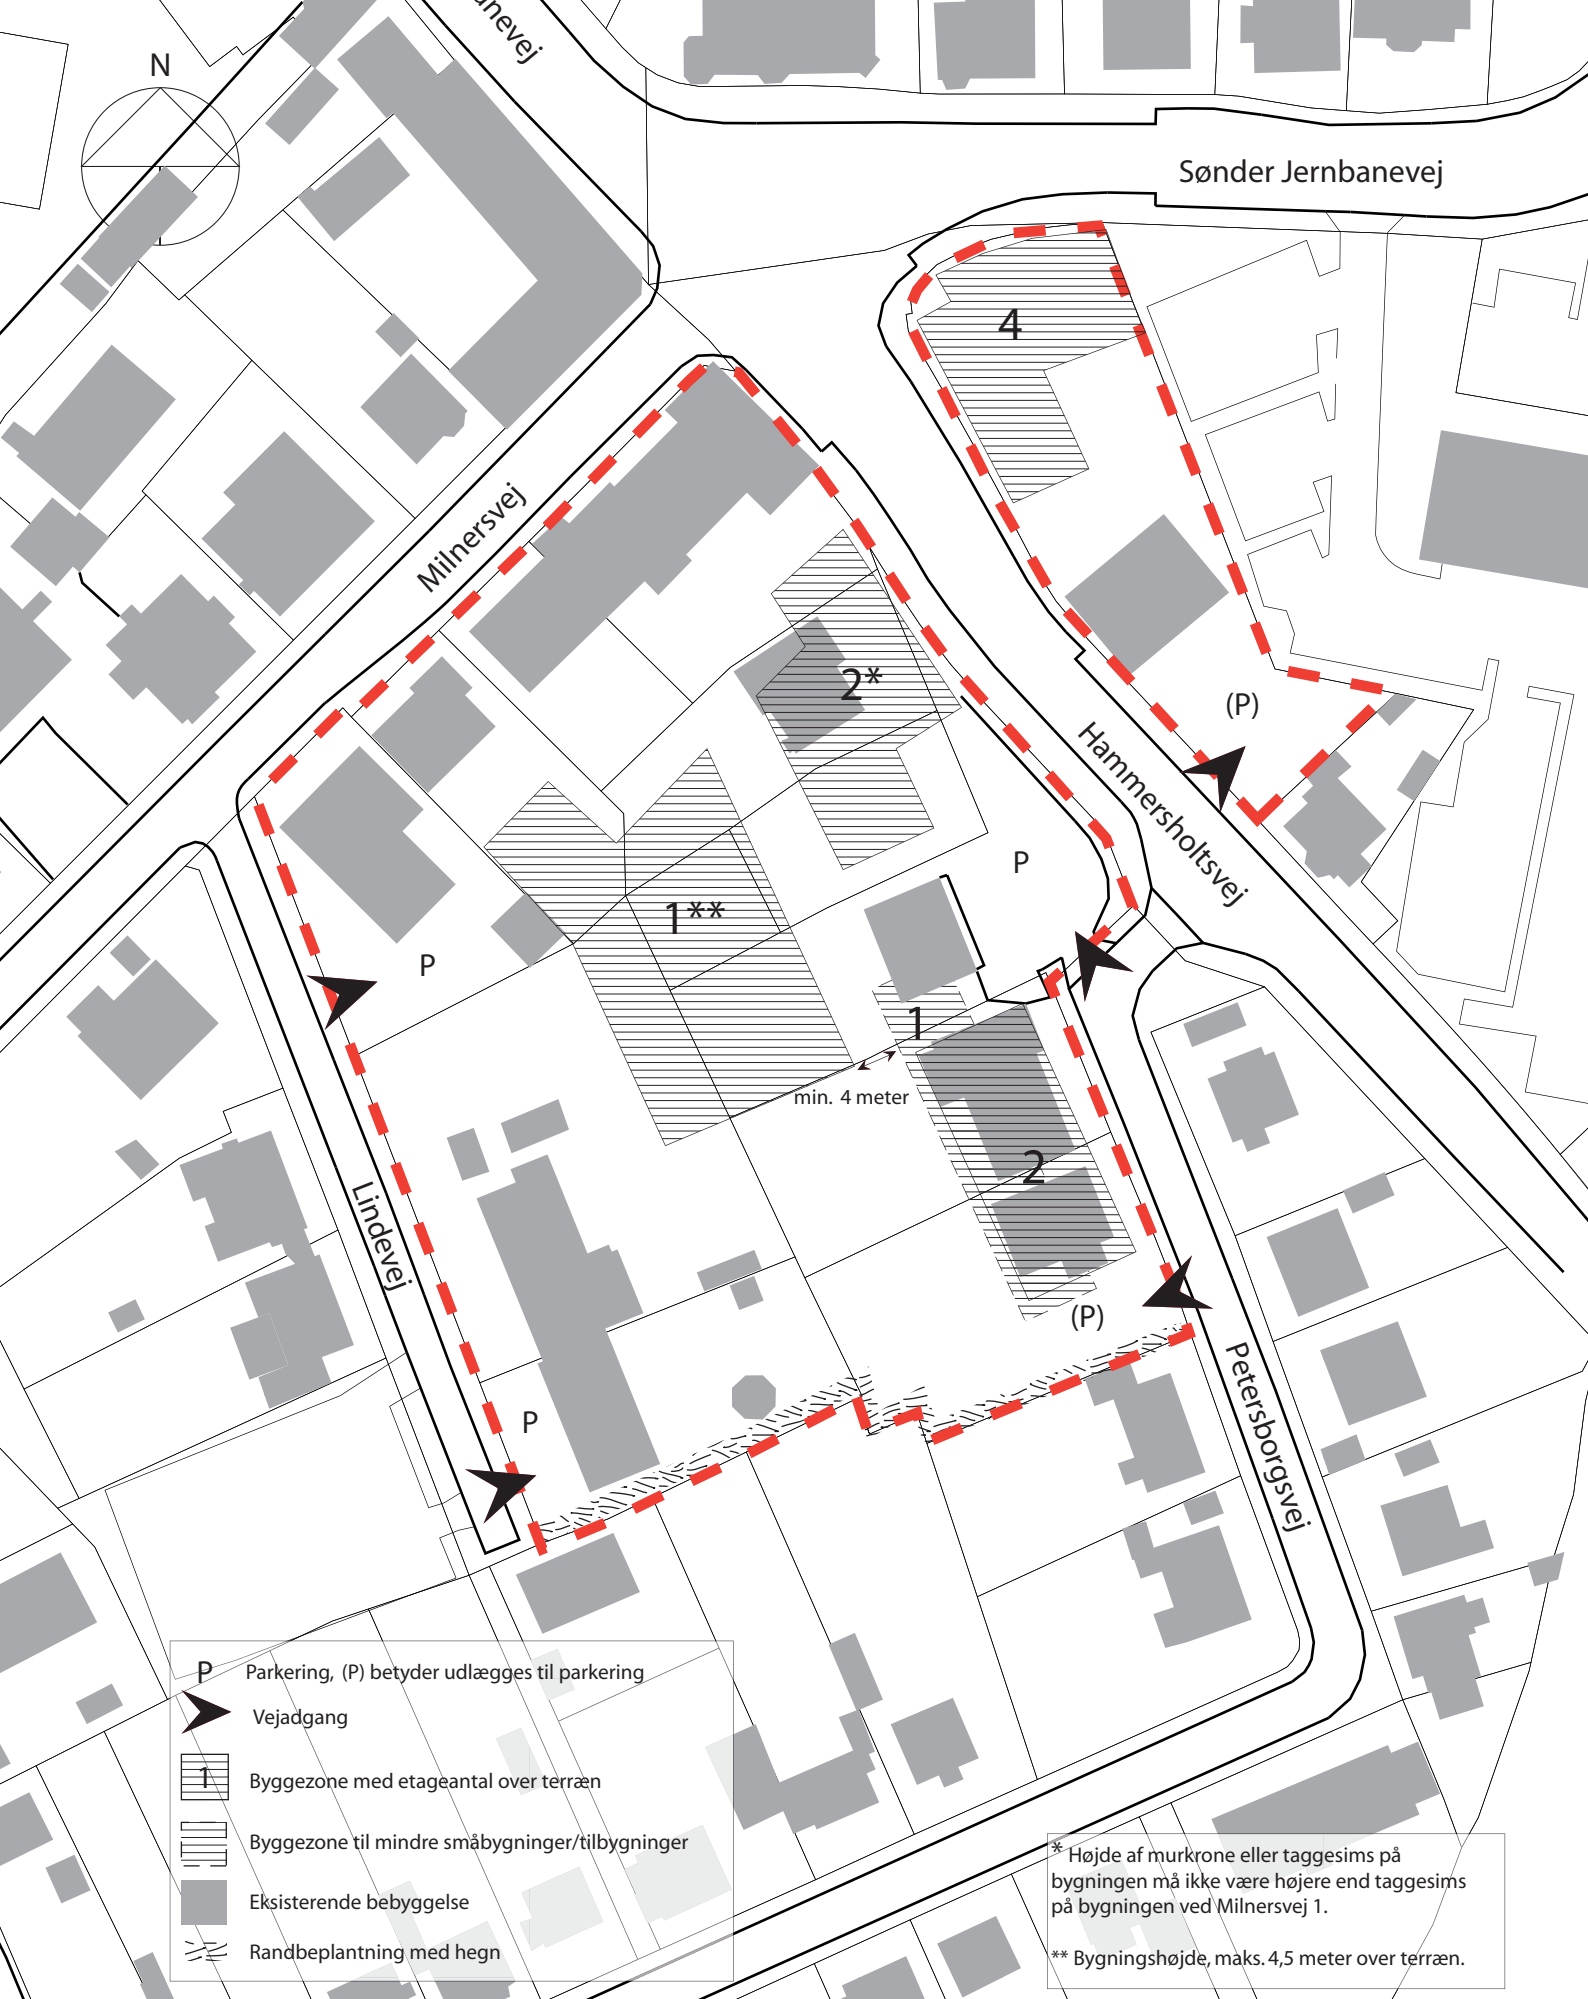 N
Sønder Jernbanevej
4
Milnersvej
2*
(P)
Hammersholtsvej
P
1**
P
1
min. 4 meter
2
Lindevej
(P)
Petersborgsvej
P
P Parkering, (P) betyder udlægges til parkering
Vejadgang
1 Byggezone med etageantal over terræn
Byggezone til mindre småbygninger/tilbygninger
Eksisterende bebyggelse
Randbeplantning med hegn
* Højde af murkrone eller taggesims på
bygningen må ikke være højere end taggesims
på bygningen ved Milnersvej 1.
** Bygningshøjde, maks. 4,5 meter over terræn.